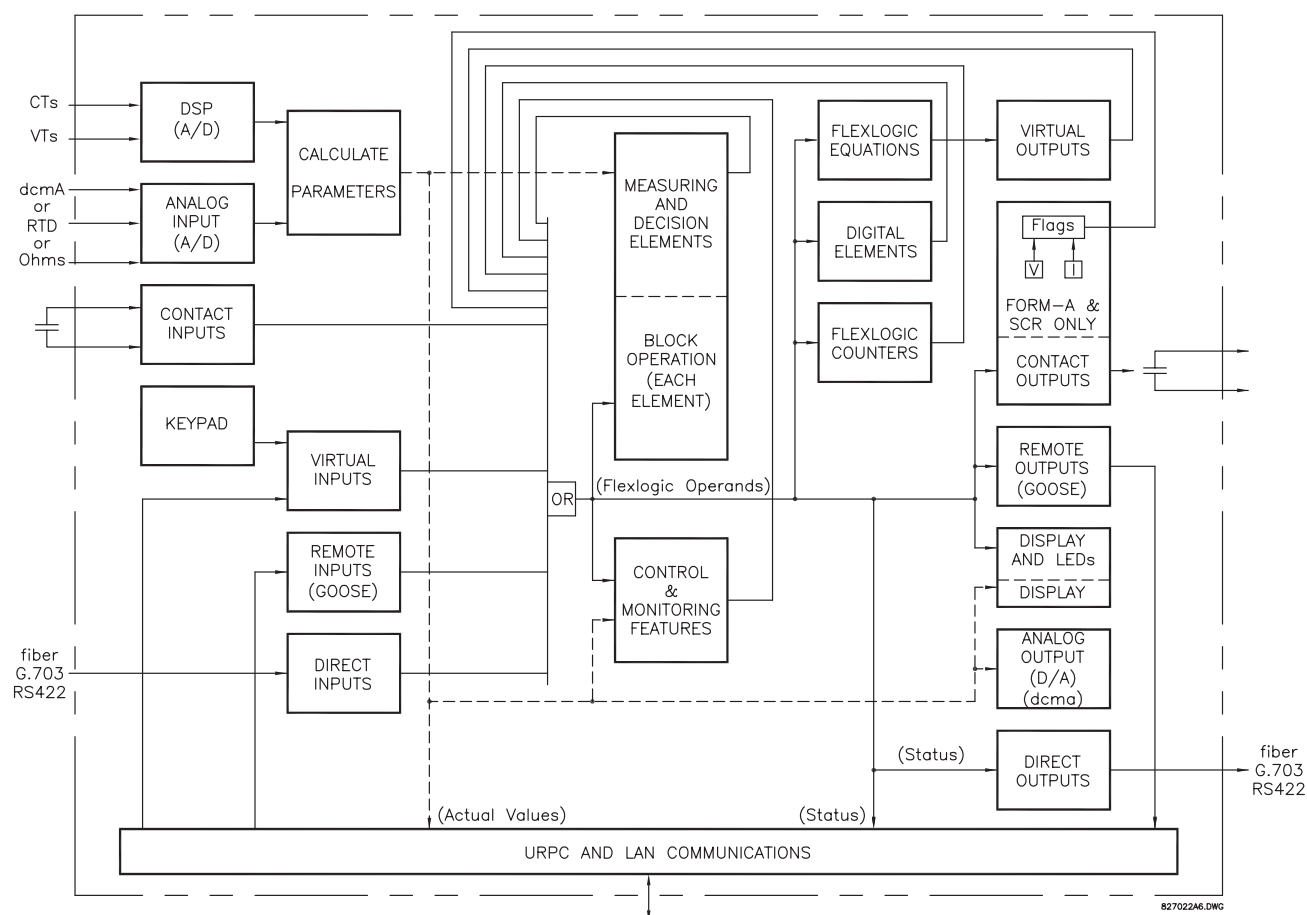 CTs
VTs
DSP
(A/D)
dcmA
or
RTD
or
Ohms
ANALOG
INPUT
(A/D)
CALCULATE
PARAMETERS
CONTACT
INPUTS
KEYPAD
VIRTUAL
INPUTS
REMOTE
INPUTS
(GOOSE)
fiber
G.703
RS422
DIRECT
INPUTS
MEASURING
AND
DECISION
ELEMENTS
BLOCK
OPERATION
(EACH
ELEMENT)
OR
(Flexlogic Operands)
CONTROL
&
MONITORING
FEATURES
FLEXLOGIC
EQUATIONS
DIGITAL
ELEMENTS
FLEXLOGIC
COUNTERS
VIRTUAL
OUTPUTS
Flags
V
I
FORM-A &
SCR ONLY
CONTACT
OUTPUTS
REMOTE
OUTPUTS
(GOOSE)
DISPLAY
AND LEDs
DISPLAY
ANALOG
OUTPUT
(D/A)
(dcma)
(Status)
DIRECT
OUTPUTS
fiber
G.703
RS422
(Actual Values)
(Status)
URPC AND LAN COMMUNICATIONS
827022A6.DWG